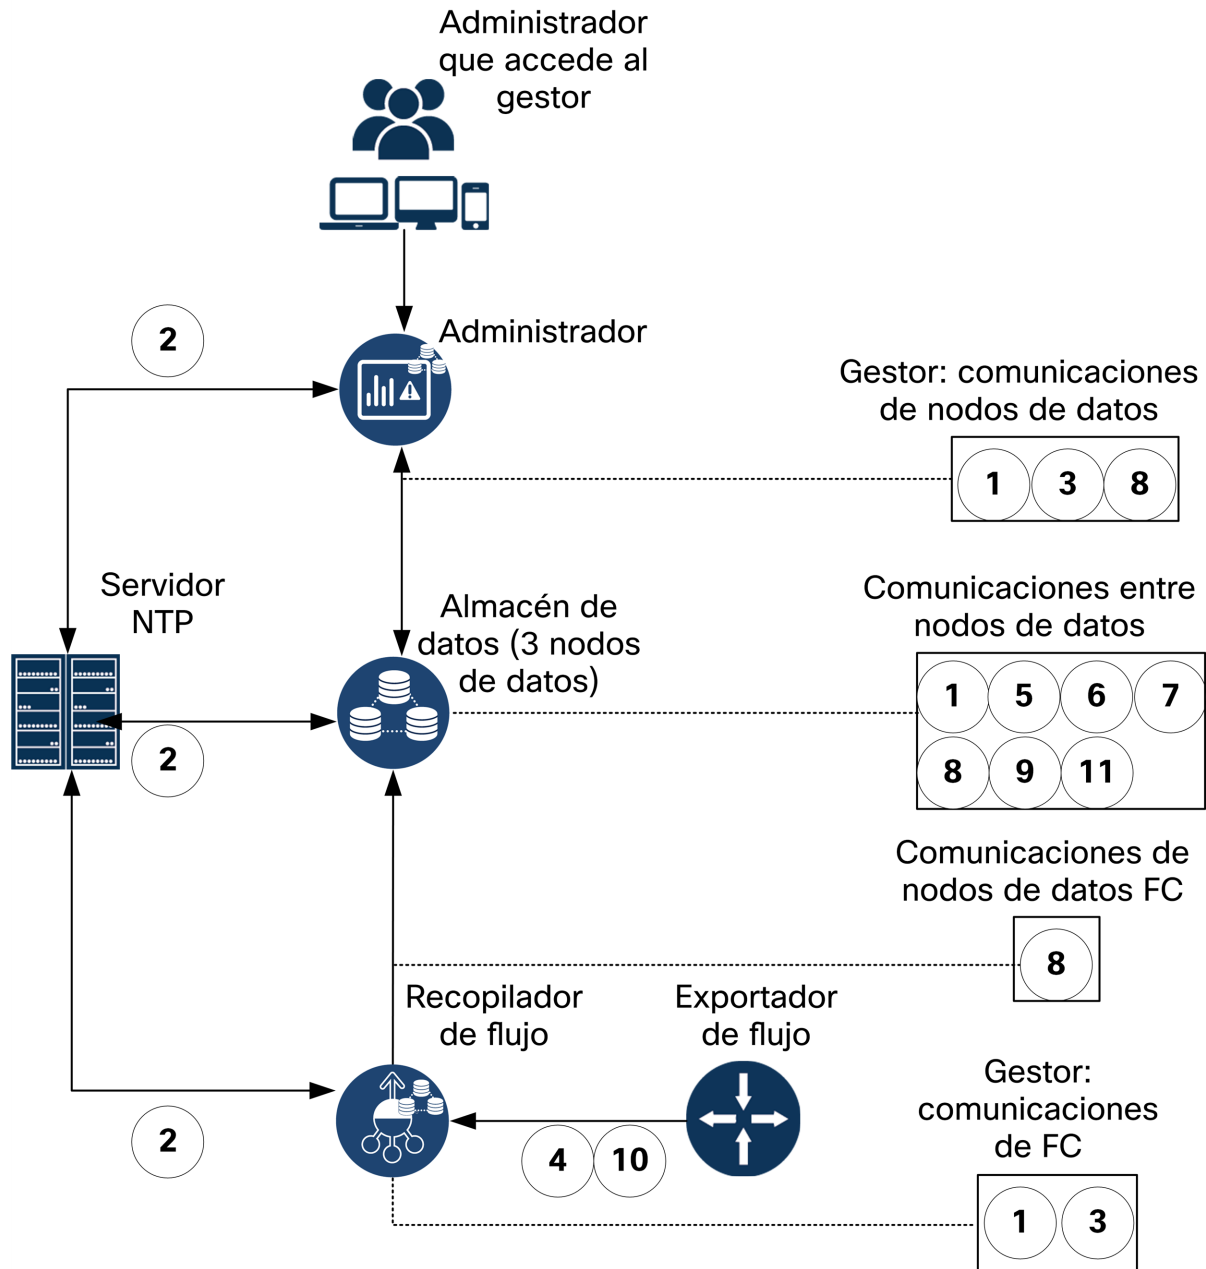 Administrador
que accede al
gestor
2
Administrador
Gestor: comunicaciones
de nodos de datos
1 3 8
Servidor
NTP
Almacén de
datos (3 nodos
de datos)
Comunicaciones entre
nodos de datos
1 5 6 7
8 9 11
2
Comunicaciones de
nodos de datos FC
8
Recopilador
de flujo
Exportador
de flujo
Gestor:
comunicaciones
de FC
2
4 10
1 3